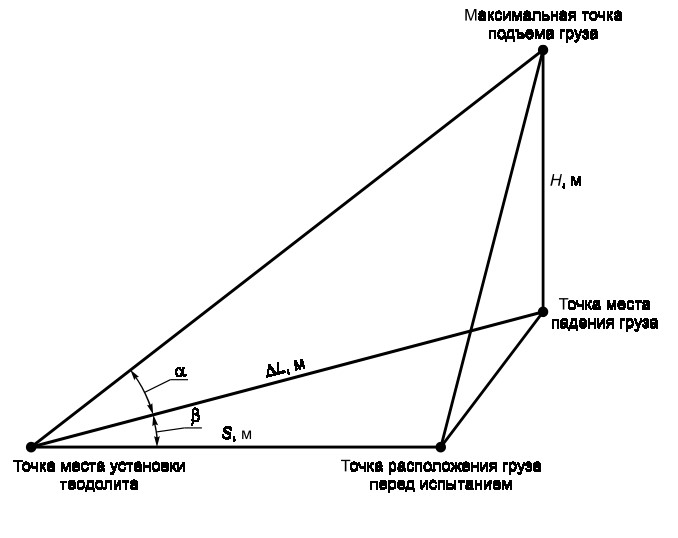 Максимальная точка
подъема груза
H, м
Точка места
падения груза
ΔL, м
α
β
S, м
Точка места установки
теодолита
Точка расположения груза
перед испытанием